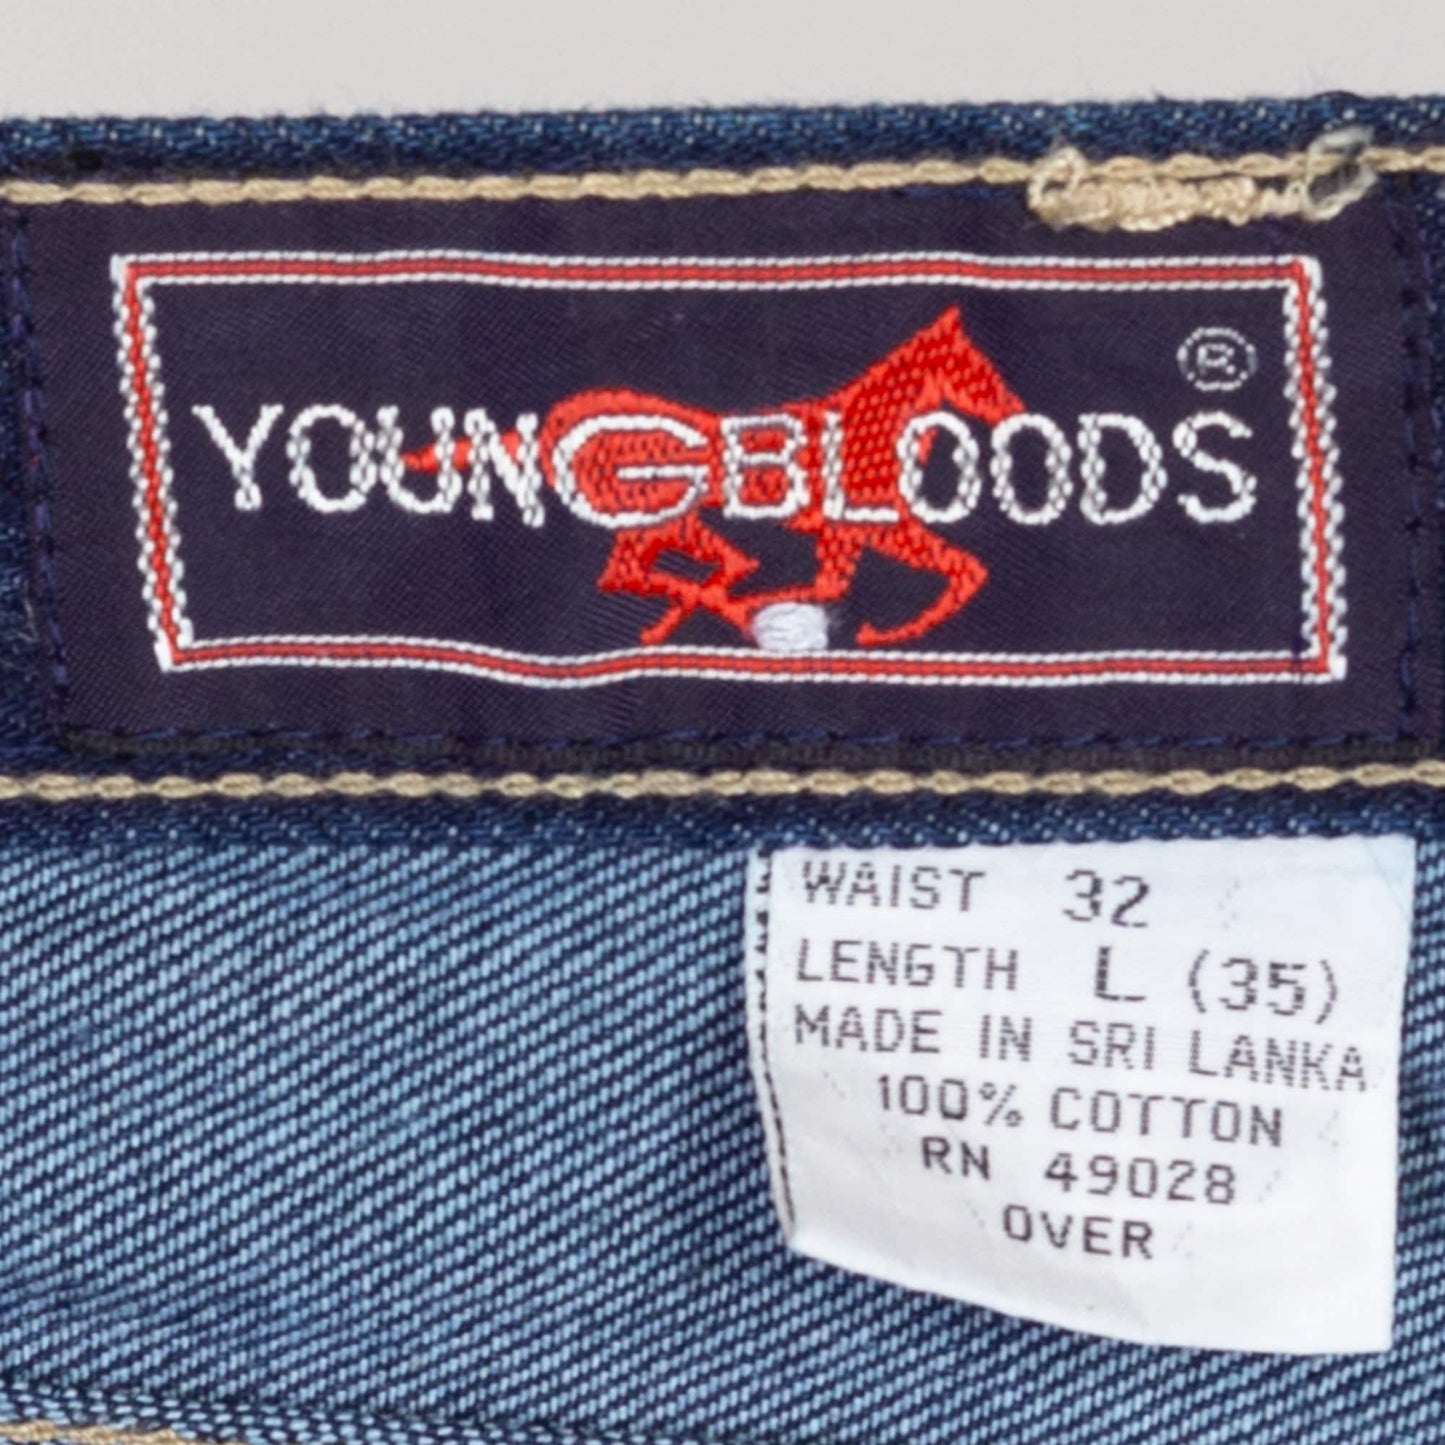 YOUNGBLOODS ®
WAIST 32
LENGTH L (35)
MADE IN SRI LANKA
100% COTTON
RN 49028
OVER